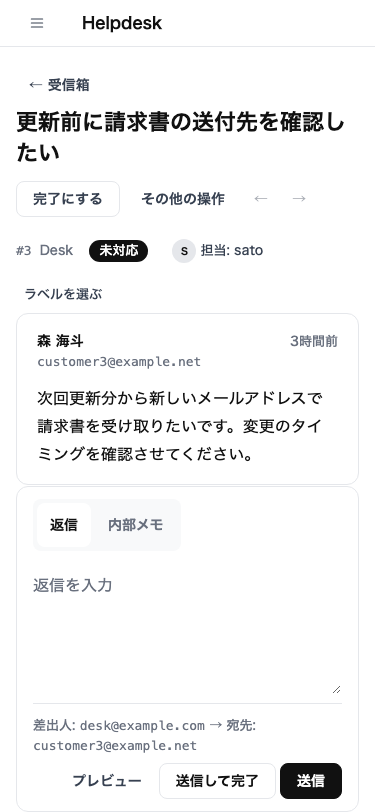 Helpdesk
← 受信箱
更新前に請求書の送付先を確認し
たい
完了にする その他の操作 ← →
#3 Desk 未対応 S 担当: sato
ラベルを選ぶ
森 海斗 3時間前
customer3@example.net
次回更新分から新しいメールアドレスで
請求書を受け取りたいです。変更のタイ
ミングを確認させてください。
返信 内部メモ
返信を入力
差出人: desk@example.com → 宛先:
customer3@example.net
プレビュー 送信して完了 送信